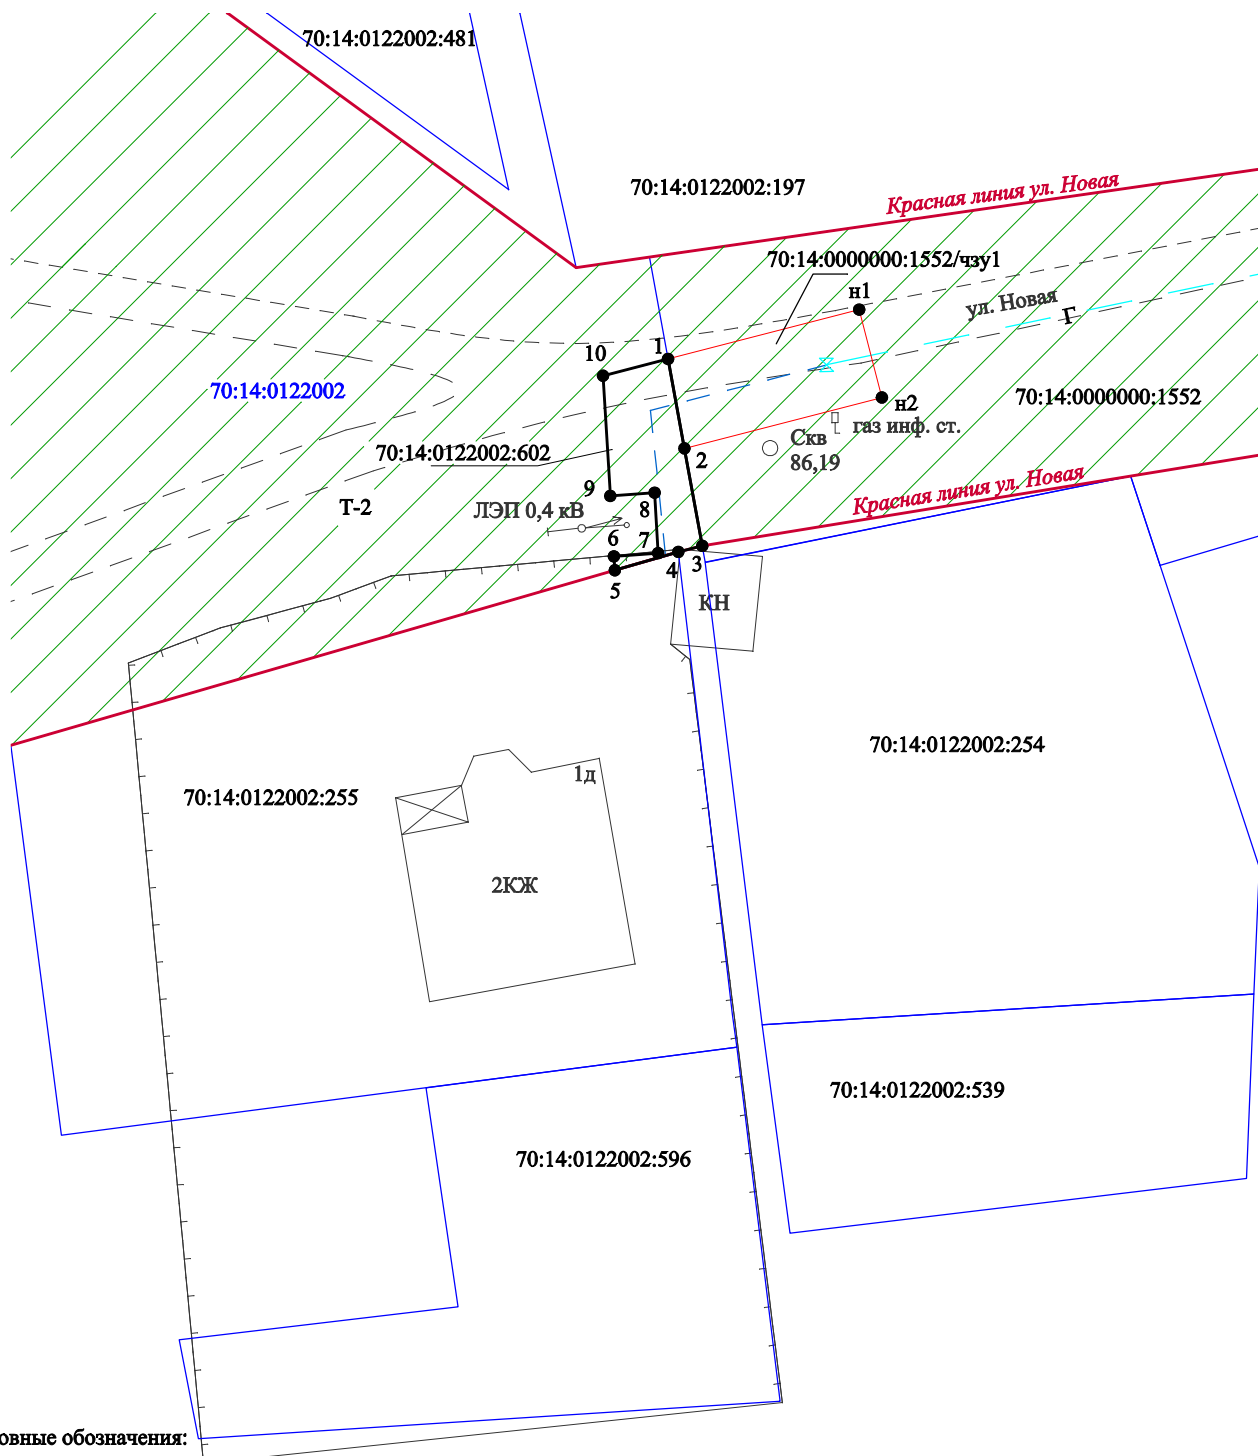 70:14:0122002:481
70:14:0122002:197
Красная линия ул. Новая
70:14:0000000:1552/чзу1
н1
ул. Новая
Г
1
10
70:14:0122002
н2
70:14:0000000:1552
газ инф. ст.
Скв
86,19
70:14:0122002:602
2
9
8
Т-2
ЛЭП 0,4 кВ
Красная линия ул. Новая
6
7
3
4
5
КН
70:14:0122002:254
1д
70:14:0122002:255
2КЖ
70:14:0122002:539
70:14:0122002:596
овные обозначения: